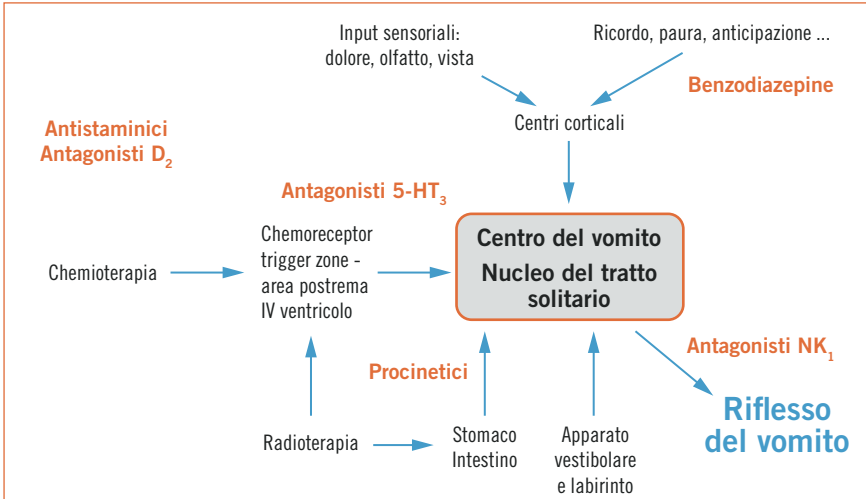 Input sensoriali:
dolore, olfatto, vista
Ricordo, paura, anticipazione ...
Benzodiazepine
Centri corticali
Antistaminici
Antagonisti D₂
Antagonisti 5-HT₃
Chemioterapia
Chemoreceptor
trigger zone -
area postrema
IV ventricolo
Centro del vomito
Nucleo del tratto
solitario
Antagonisti NK₁
Procinetici
Riflesso
del vomito
Radioterapia
Stomaco
Intestino
Apparato
vestibolare
e labirinto